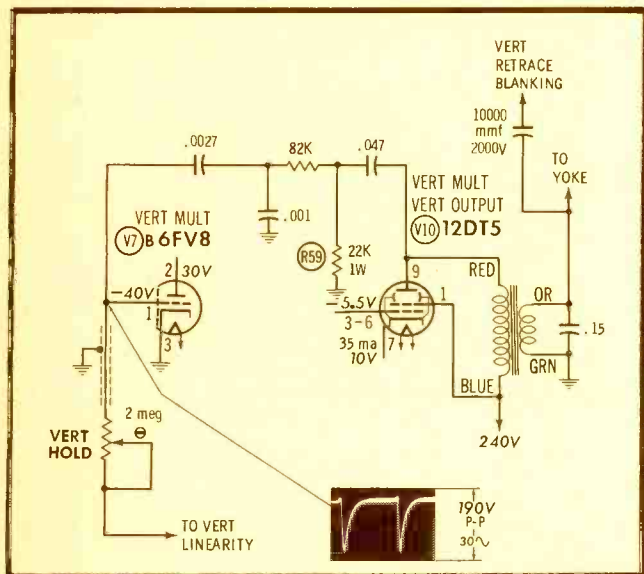 VERT
RETRACE
BLANKING
10000
mmf
2000V
TO
YOKE
.0027
82K
.047
.001
VERT MULT
V7 B 6FV8
2
30V
-40V
1
3
R59
22K
1W
VERT MULT
VERT OUTPUT
V10 12DT5
9
RED
1
-5.5V
3-6
35 ma
10V
7
BLUE
OR
.15
GRN
240V
2 meg
VERT
HOLD
TO VERT
LINEARITY
190V
P-P
30∿